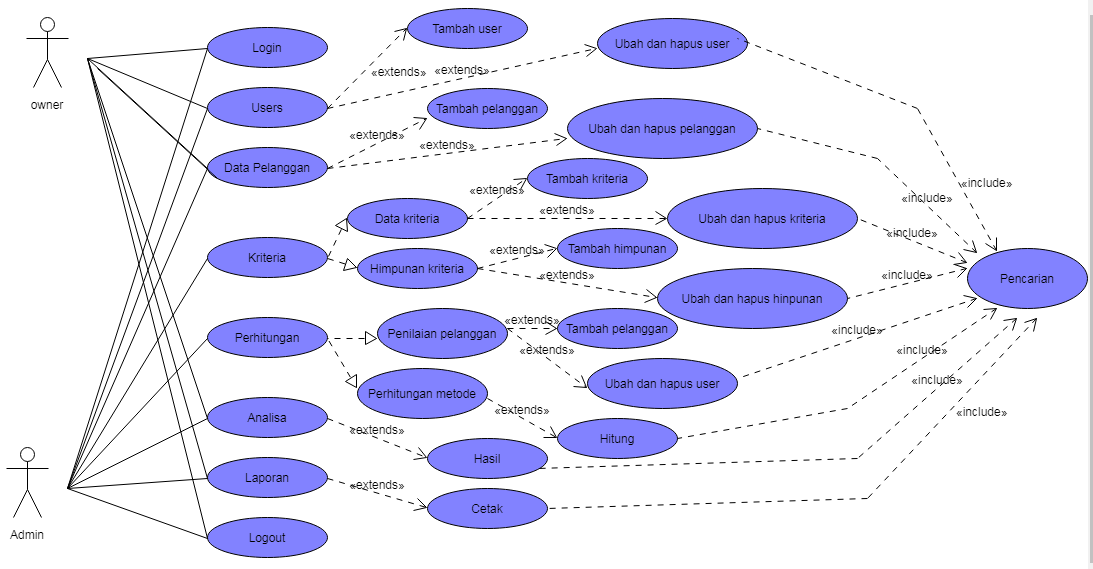 owner
Admin
Login
Users
Data Pelanggan
Kriteria
Perhitungan
Analisa
Laporan
Logout
Tambah user
Ubah dan hapus user
«extends»
«extends»
Tambah pelanggan
Ubah dan hapus pelanggan
«extends»
«extends»
Data kriteria
Himpunan kriteria
Tambah kriteria
Ubah dan hapus kriteria
«extends»
«extends»
Tambah himpunan
Ubah dan hapus hinpunan
«extends»
«extends»
Penilaian pelanggan
Perhitungan metode
Tambah pelanggan
Ubah dan hapus user
«extends»
«extends»
Hitung
«extends»
Hasil
«extends»
Cetak
«extends»
Pencarian
«include»
«include»
«include»
«include»
«include»
«include»
«include»
«include»